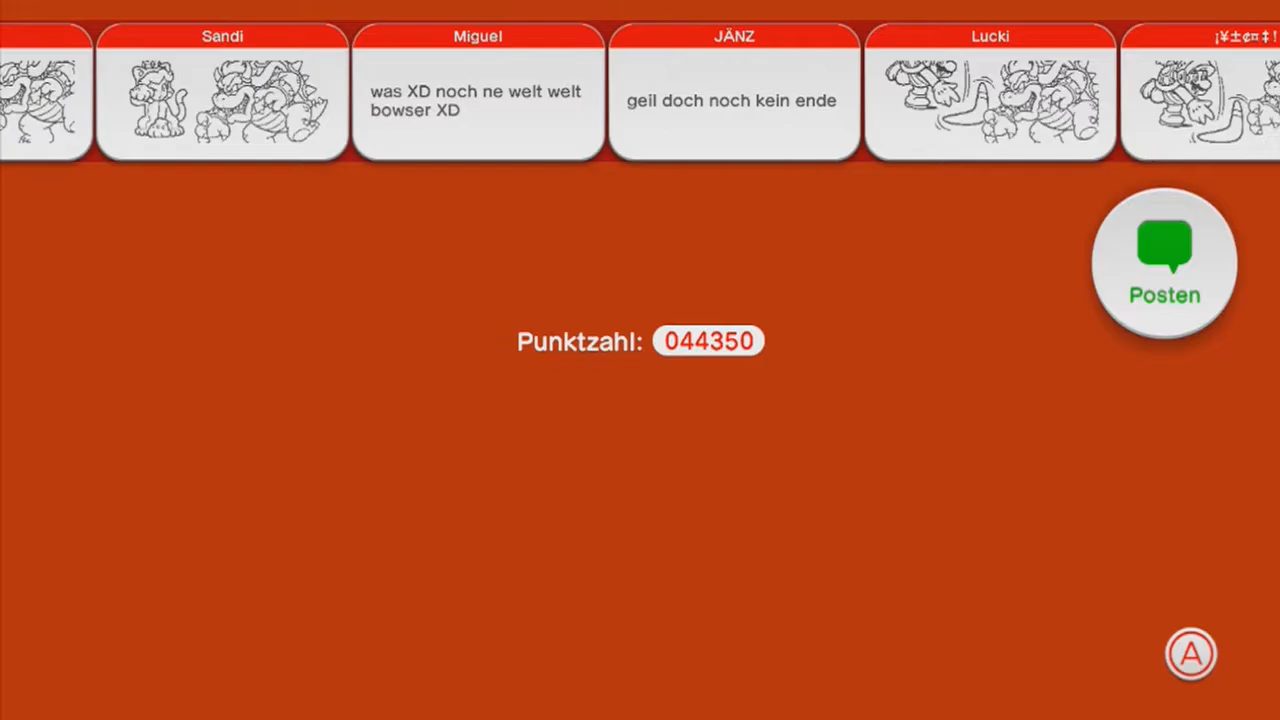 Sandi
Miguel
JÄNZ
Lucki
¡¥±¢¤‡!
was XD noch ne welt welt
bowser XD
geil doch noch kein ende
Posten
Punktzahl: 044350
A